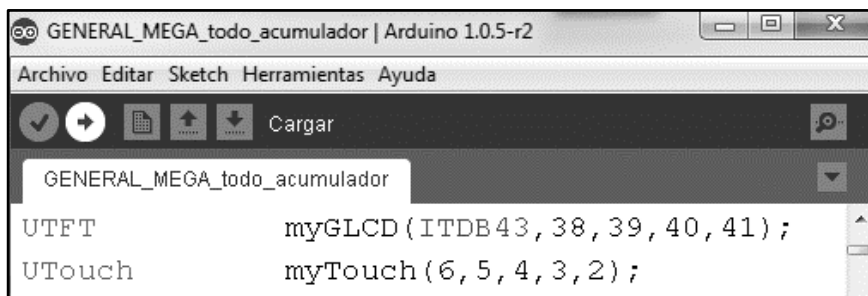 GENERAL_MEGA_todo_acumulador | Arduino 1.0.5-r2
Archivo Editar Sketch Herramientas Ayuda
Cargar
GENERAL_MEGA_todo_acumulador
UTFT myGLCD(ITDB43,38,39,40,41);
UTouch myTouch(6,5,4,3,2);